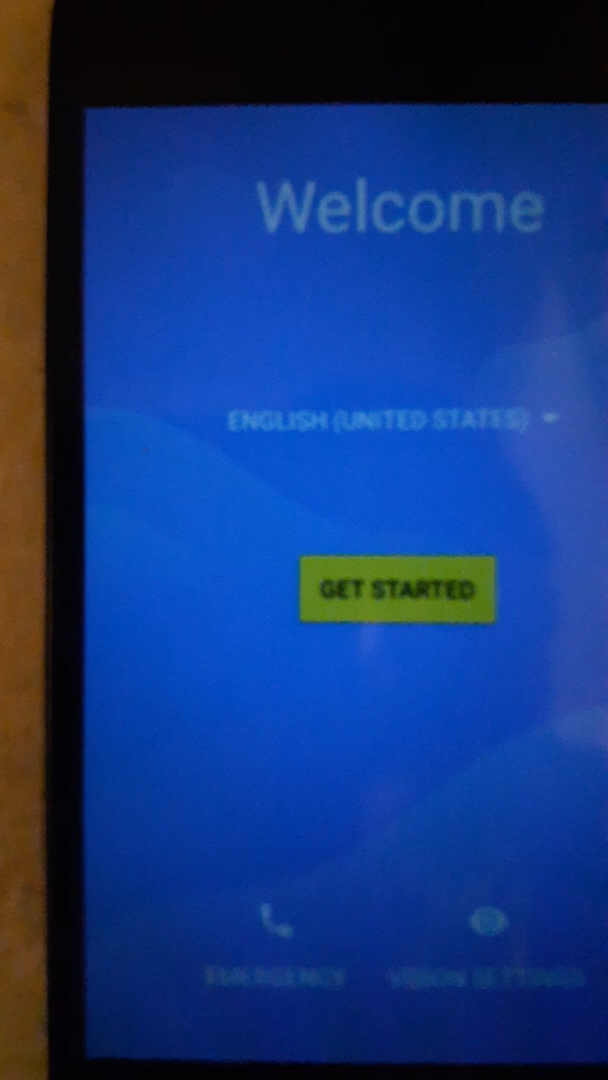 Welcome
ENGLISH (UNITED STATES)
GET STARTED
EMERGENCY
VISION SETTINGS